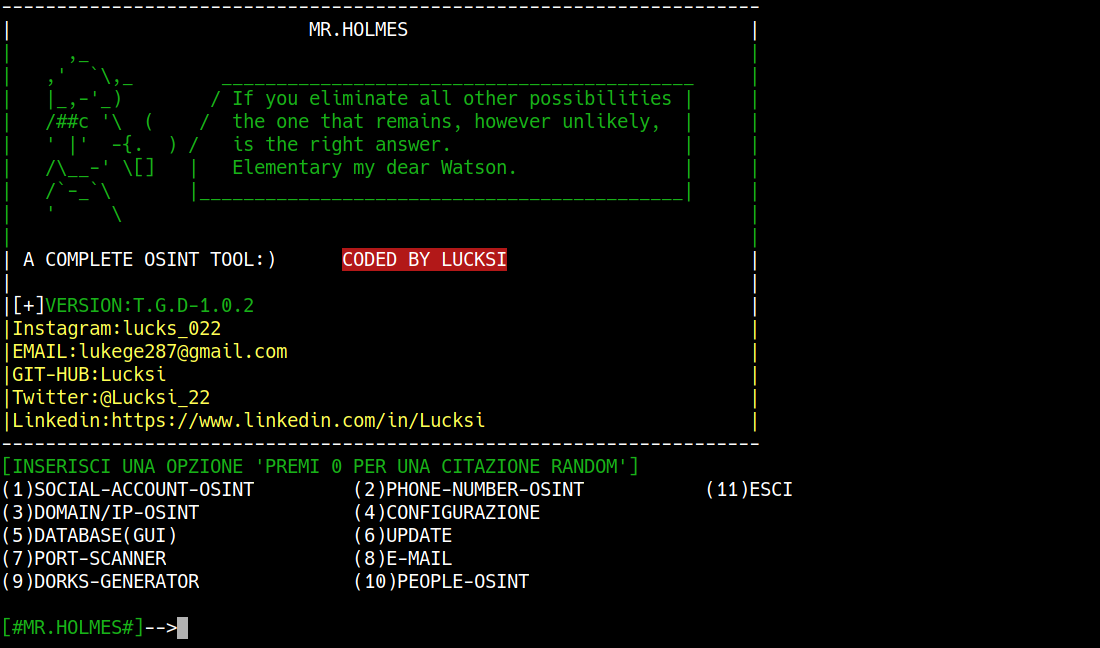 MR.HOLMES
If you eliminate all other possibilities
the one that remains, however unlikely,
is the right answer.
Elementary my dear Watson.
A COMPLETE OSINT TOOL:) CODED BY LUCKSI
[+]VERSION:T.G.D-1.0.2
Instagram:lucks_022
EMAIL:lukege287@gmail.com
GIT-HUB:Lucksi
Twitter:@Lucksi_22
Linkedin:https://www.linkedin.com/in/Lucksi
[INSERISCI UNA OPZIONE 'PREMI 0 PER UNA CITAZIONE RANDOM']
(1)SOCIAL-ACCOUNT-OSINT (2)PHONE-NUMBER-OSINT (11)ESCI
(3)DOMAIN/IP-OSINT (4)CONFIGURAZIONE
(5)DATABASE(GUI) (6)UPDATE
(7)PORT-SCANNER (8)E-MAIL
(9)DORKS-GENERATOR (10)PEOPLE-OSINT
[#MR.HOLMES#]-->